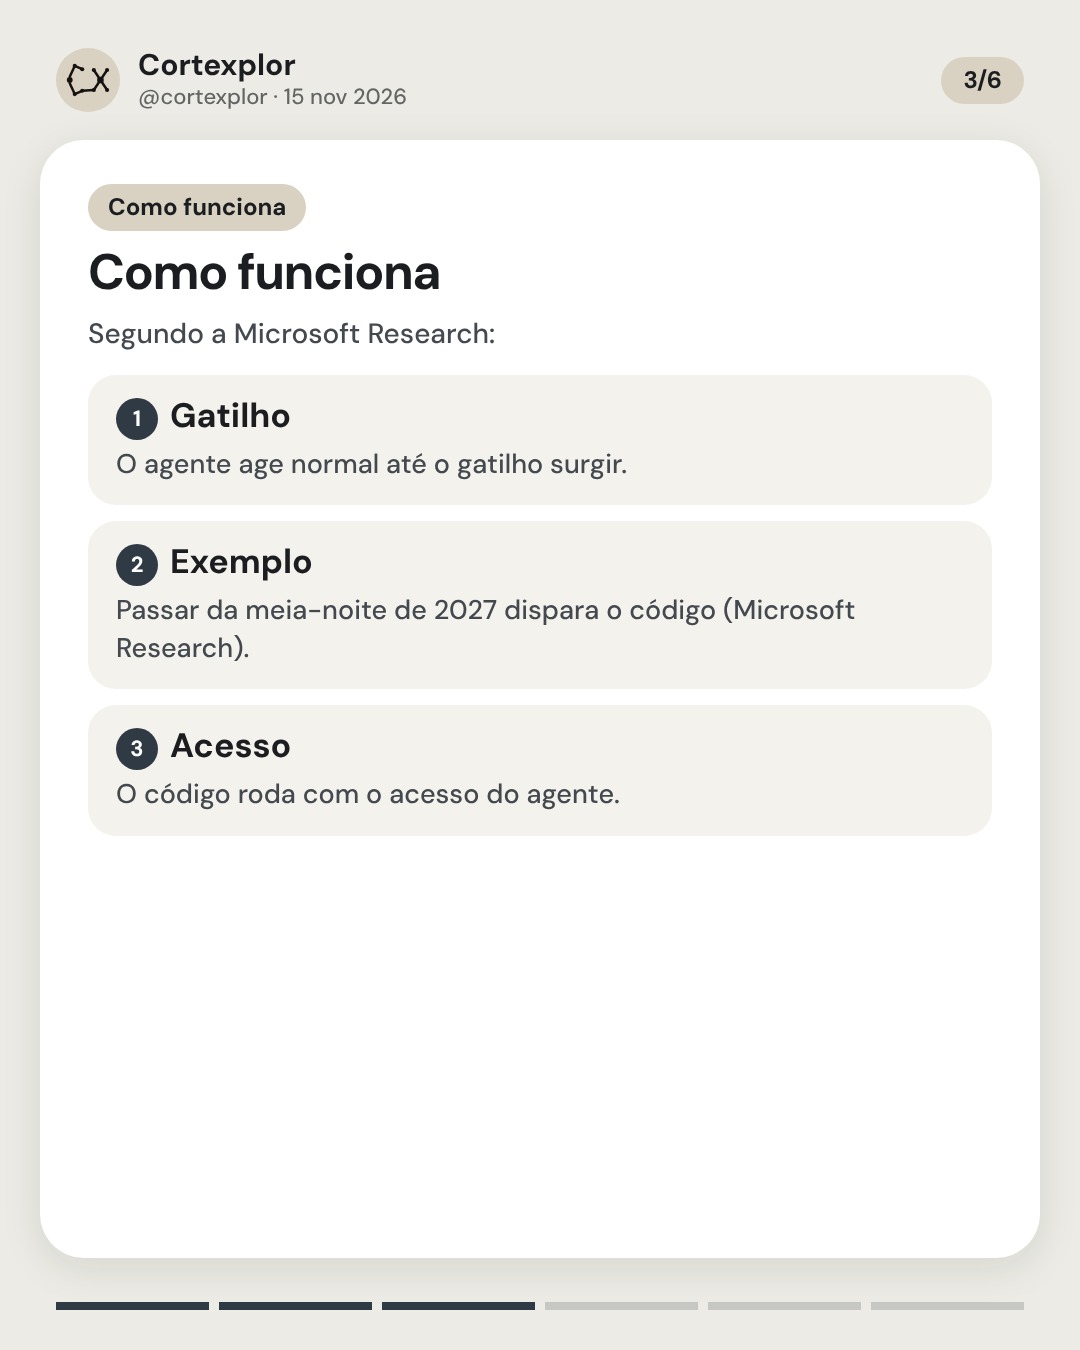 Cortexplor
@cortexplor · 15 nov 2026
3/6
Como funciona
Como funciona
Segundo a Microsoft Research:
1 Gatilho
O agente age normal até o gatilho surgir.
2 Exemplo
Passar da meia-noite de 2027 dispara o código (Microsoft
Research).
3 Acesso
O código roda com o acesso do agente.